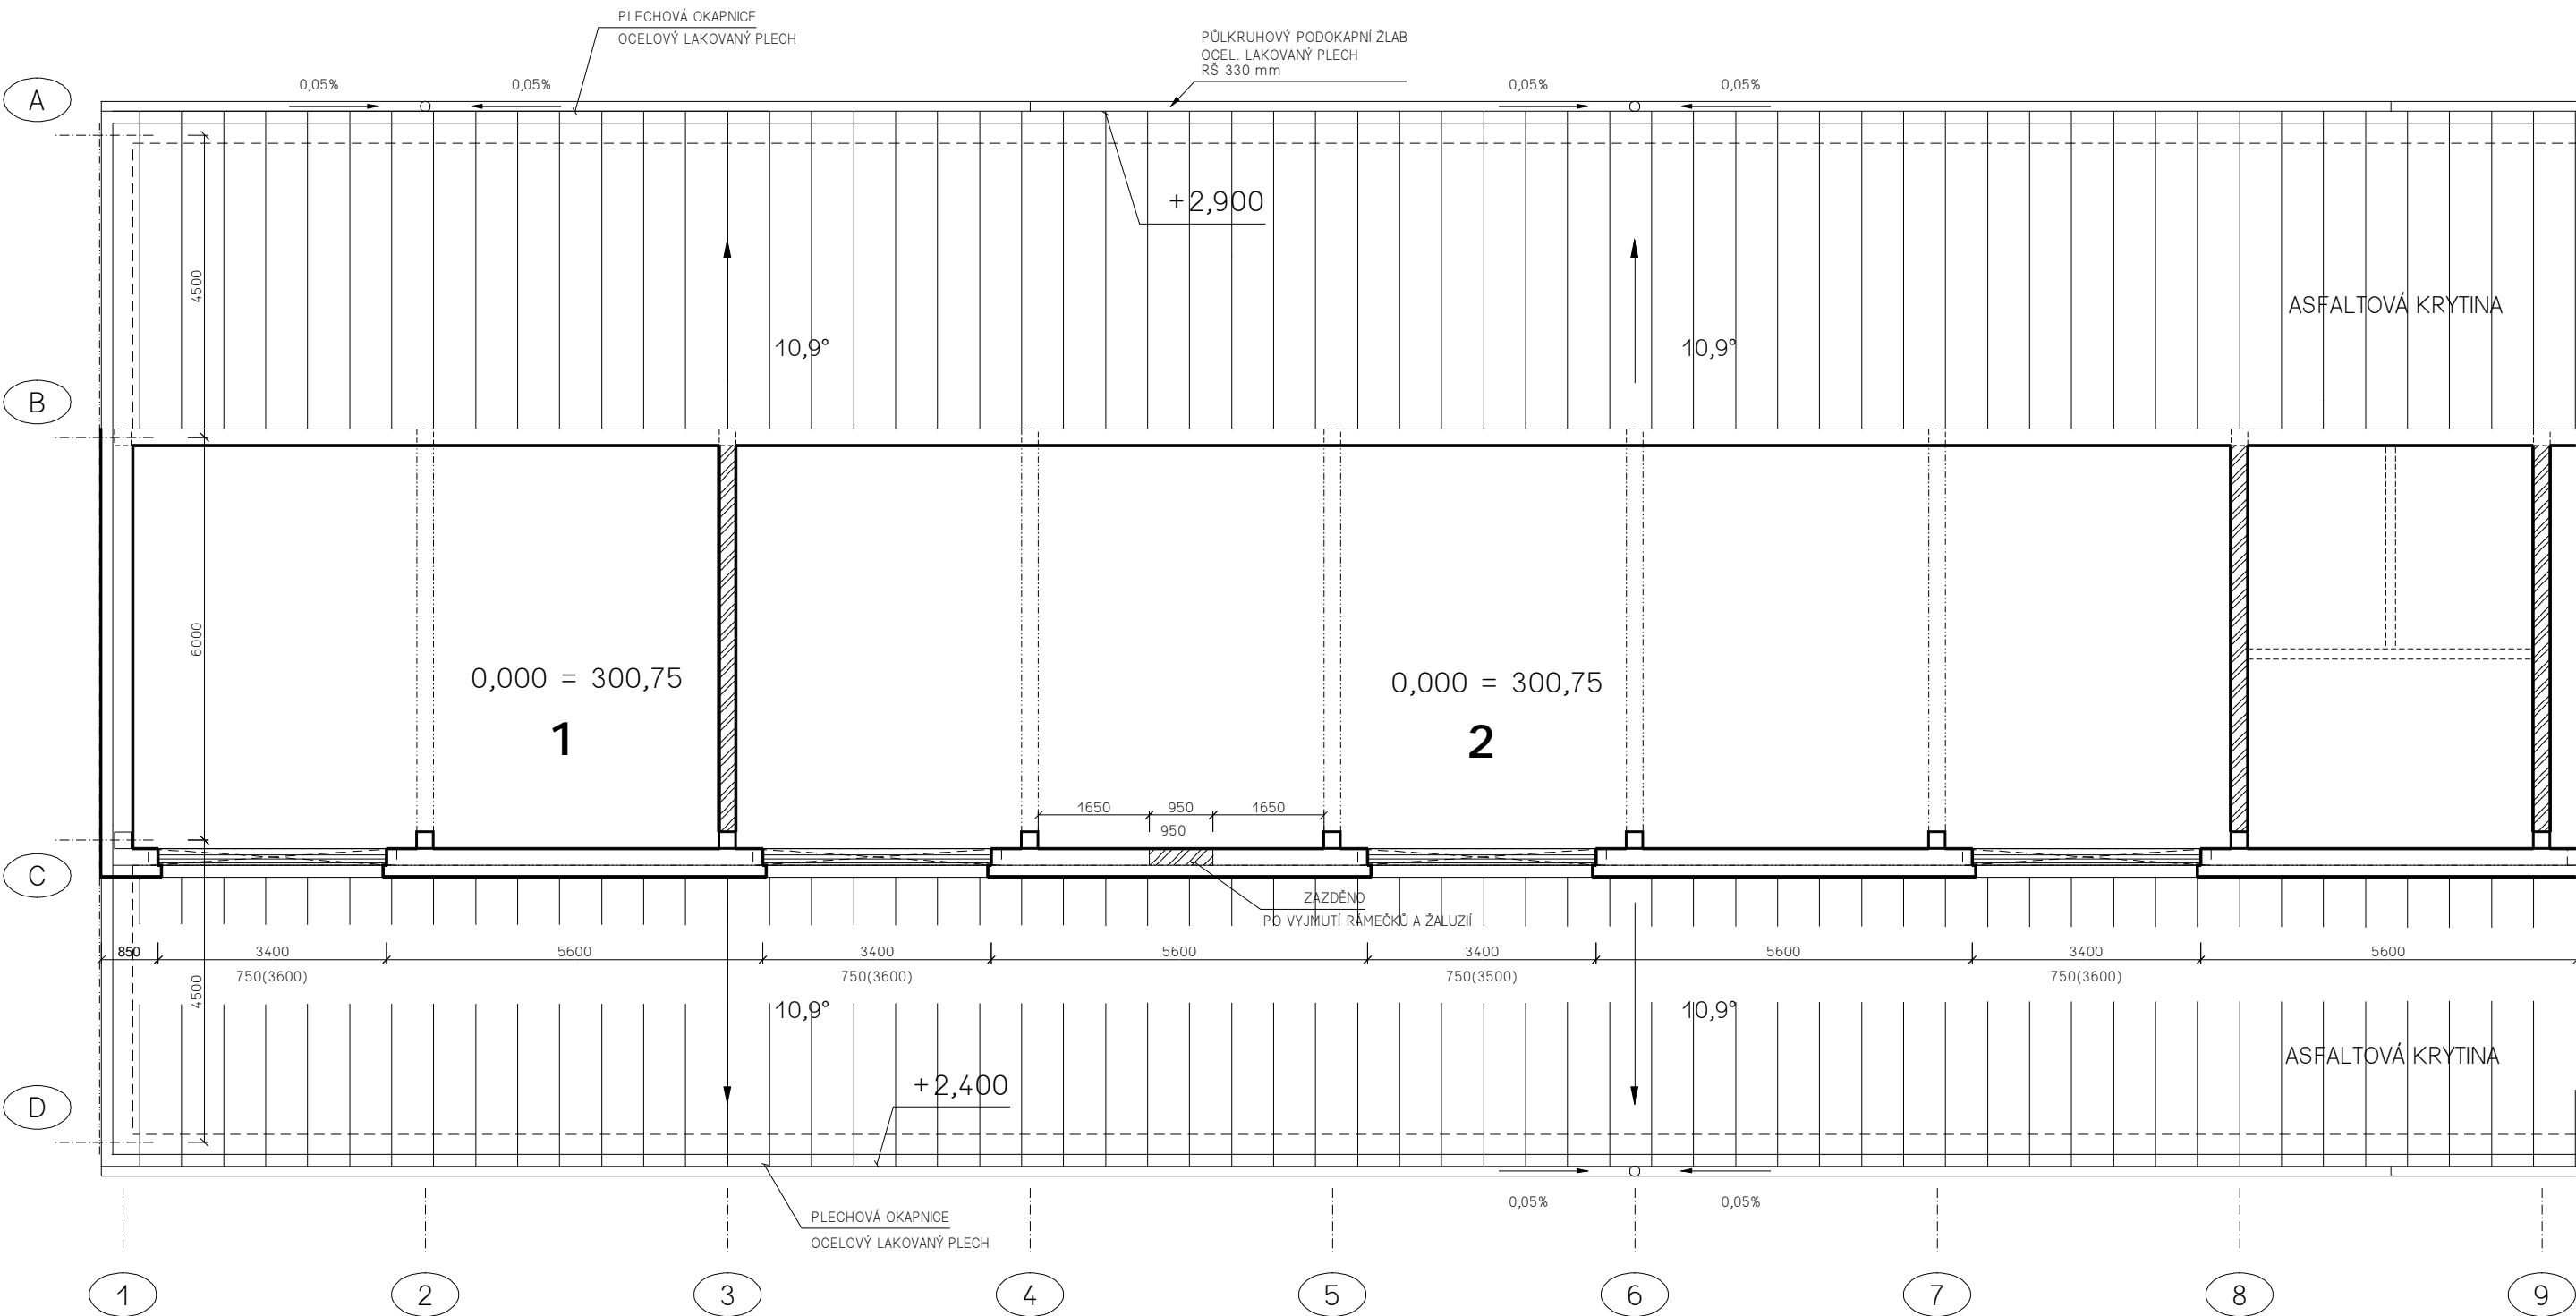 PLECHOVÁ OKAPNICE
OCELOVÝ LAKOVANÝ PLECH
PŮLKRUHOVÝ PODOKAPNÍ ŽLAB
OCEL. LAKOVANÝ PLECH
RŠ 330 mm
0,05%
0,05%
0,05%
0,05%
A
+2,900
4500
ASFALTOVÁ KRYTINA
10,9°
10,9°
B
6000
0,000 = 300,75
1
0,000 = 300,75
2
1650
950
1650
950
C
ZAZDĚNO
PO VYJMUTÍ RÁMEČKŮ A ŽALUZIÍ
850
3400
5600
3400
5600
3400
5600
3400
5600
750(3600)
750(3600)
750(3500)
750(3600)
4500
10,9°
10,9°
ASFALTOVÁ KRYTINA
+2,400
D
0,05%
0,05%
PLECHOVÁ OKAPNICE
OCELOVÝ LAKOVANÝ PLECH
1
2
3
4
5
6
7
8
9